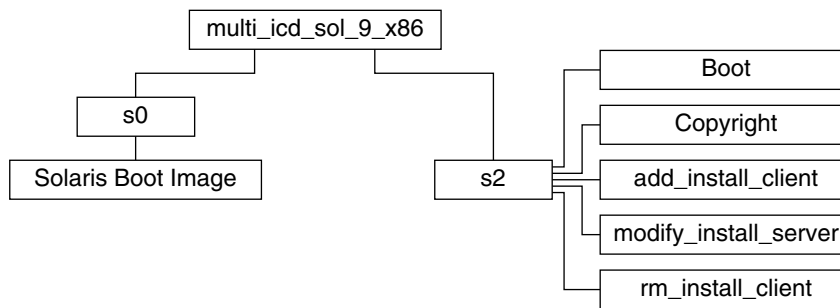 multi_icd_sol_9_x86
s0
Solaris Boot Image
s2
Boot
Copyright
add_install_client
modify_install_server
rm_install_client